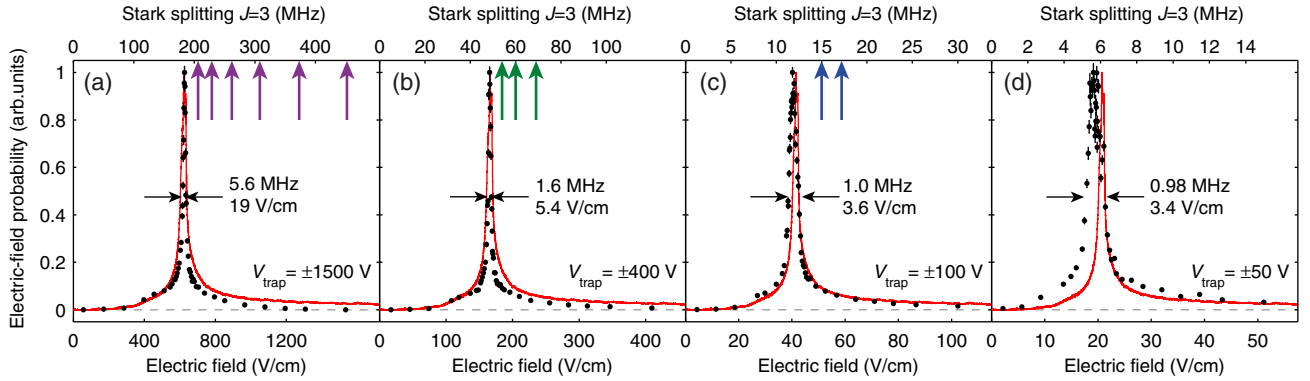 Stark splitting J=3 (MHz) Stark splitting J=3 (MHz) Stark splitting J=3 (MHz) Stark splitting J=3 (MHz)
0 100 200 300 400 0 20 40 60 80 100 0 5 10 15 20 25 30 0 2 4 6 8 10 12 14
Electric-field probability (arb.units)
1
0.8
0.6
0.4
0.2
0
(a) (b) (c) (d)
5.6 MHz 1.6 MHz 1.0 MHz 0.98 MHz
19 V/cm 5.4 V/cm 3.6 V/cm 3.4 V/cm
Vtrap = ±1500 V Vtrap = ±400 V Vtrap = ±100 V Vtrap = ±50 V
0 400 800 1200 0 100 200 300 400 0 20 40 60 80 100 0 10 20 30 40 50
Electric field (V/cm) Electric field (V/cm) Electric field (V/cm) Electric field (V/cm)